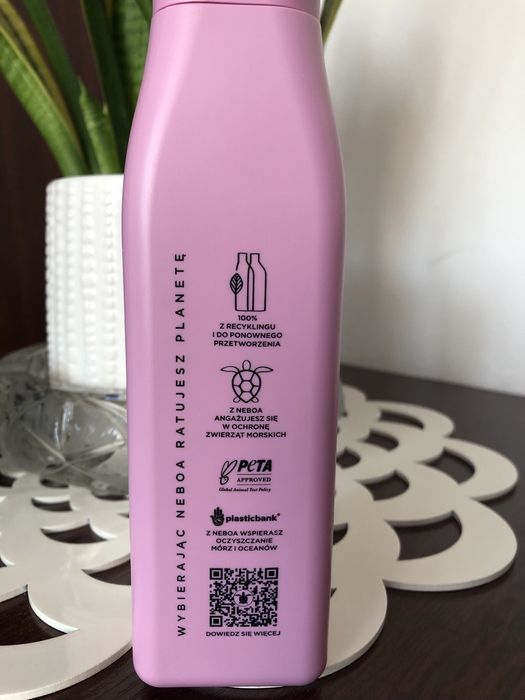 WYBIERAJĄC NEBOA RATUJESZ PLANETĘ
100%
Z RECYKLINGU
I DO PONOWNEGO
PRZETWORZENIA
Z NEBOA
ANGAŻUJESZ SIĘ
W OCHRONĘ
ZWIERZĄT MORSKICH
PeTA
APPROVED
Global Animal Test Policy
plasticbank®
Z NEBOA WSPIERASZ
OCZYSZCZANIE
MÓRZ I OCEANÓW
DOWIEDZ SIĘ WIĘCEJ